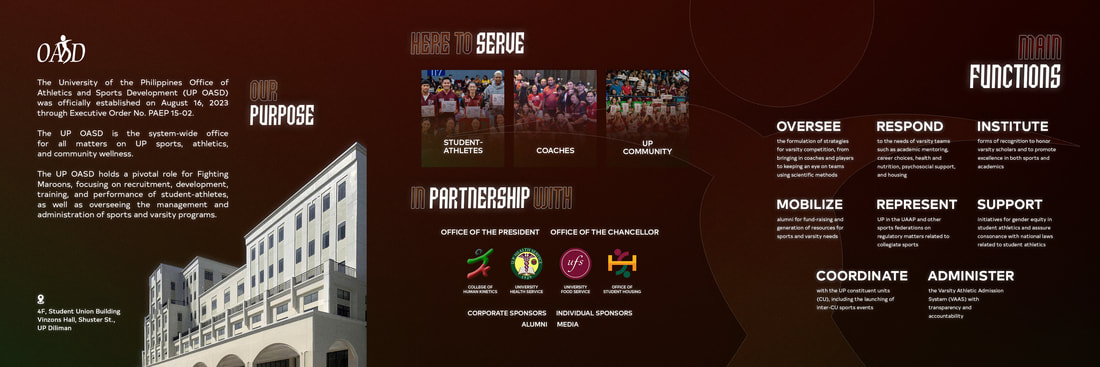 OASD
The University of the Philippines Office of
Athletics and Sports Development (UP OASD)
was officially established on August 16, 2023
through Executive Order No. PAEP 15-02.
The UP OASD is the system-wide office
for all matters on UP sports, athletics,
and community wellness.
The UP OASD holds a pivotal role for Fighting
Maroons, focusing on recruitment, development,
training, and performance of student-athletes,
as well as overseeing the management and
administration of sports and varsity programs.
OUR
PURPOSE
4F, Student Union Building
Vinzons Hall, Shuster St.,
UP Diliman
HERE TO SERVE
STUDENT-
ATHLETES
COACHES
UP
COMMUNITY
IN PARTNERSHIP WITH
OFFICE OF THE PRESIDENT
OFFICE OF THE CHANCELLOR
COLLEGE OF
HUMAN KINETICS
UNIVERSITY
HEALTH SERVICE
ufs
UNIVERSITY
FOOD SERVICE
OFFICE OF
STUDENT HOUSING
CORPORATE SPONSORS
INDIVIDUAL SPONSORS
ALUMNI
MEDIA
MAIN
FUNCTIONS
OVERSEE
the formulation of strategies
for varsity competition, from
bringing in coaches and players
to keeping an eye on teams
using scientific methods
RESPOND
to the needs of varsity teams
such as academic mentoring,
career choices, health and
nutrition, psychosocial support,
and housing
INSTITUTE
forms of recognition to honor
varsity scholars and to promote
excellence in both sports and
academics
MOBILIZE
alumni for fund-raising and
generation of resources for
sports and varsity needs
REPRESENT
UP in the UAAP and other
sports federations on
regulatory matters related to
collegiate sports
SUPPORT
initiatives for gender equity in
student athletics and assure
consonance with national laws
related to student athletics
COORDINATE
with the UP constituent units
(CU), including the launching of
inter-CU sports events
ADMINISTER
the Varsity Athletic Admission
System (VAAS) with
transparency and
accountability